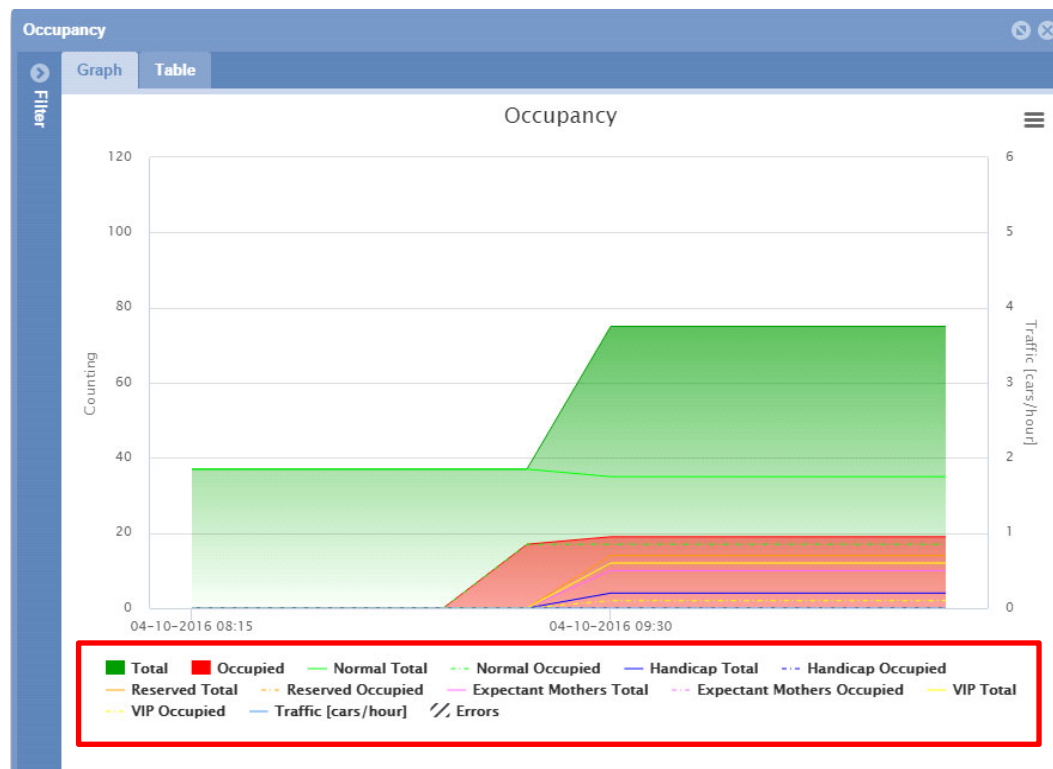 Occupancy
Graph Table
Filter
Occupancy
120
100
80
60
40
20
0
Counting
6
5
4
3
2
1
0
Traffic [cars/hour]
04-10-2016 08:15 04-10-2016 09:30
Total Occupied Normal Total Normal Occupied Handicap Total Handicap Occupied
Reserved Total Reserved Occupied Expectant Mothers Total Expectant Mothers Occupied VIP Total
VIP Occupied Traffic [cars/hour] Errors